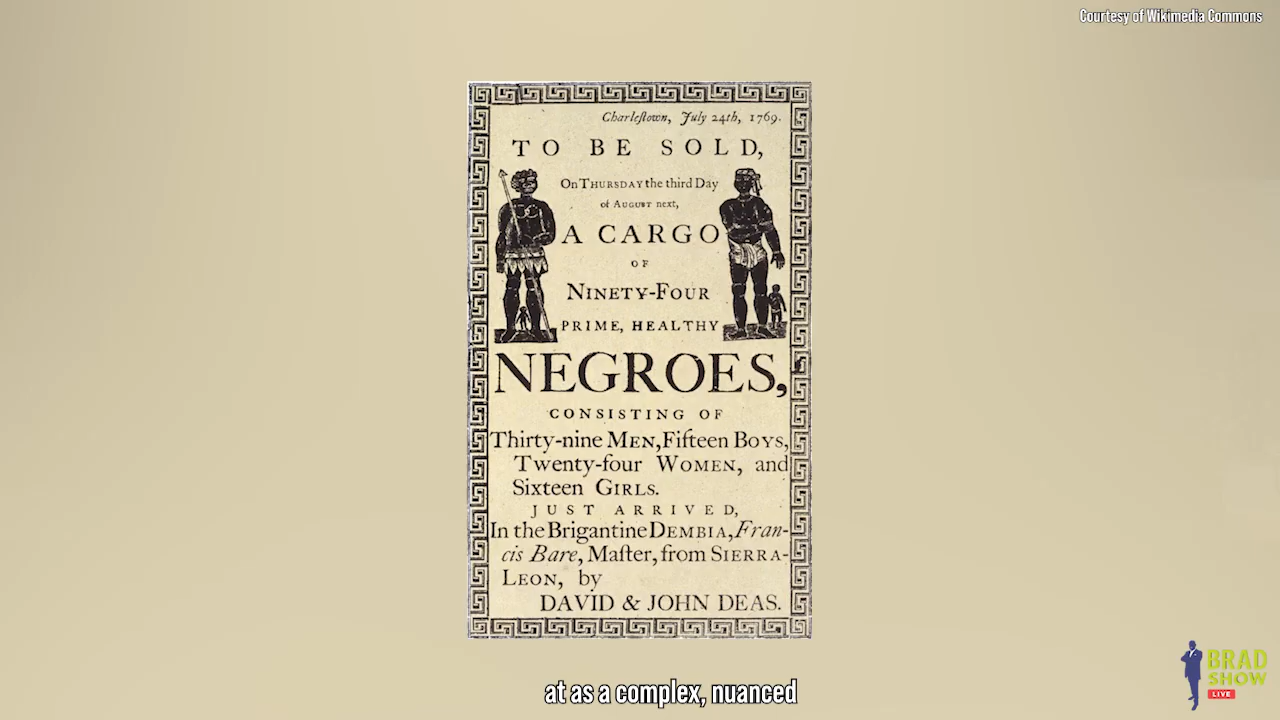 Courtesy of Wikimedia Commons
Charleſtown, July 24th, 1769.
TO BE SOLD,
On THURSDAY the third Day
of AUGUST next,
A CARGO
OF
NINETY-FOUR
PRIME, HEALTHY
NEGROES,
CONSISTING OF
Thirty-nine MEN, Fifteen BOYS,
Twenty-four WOMEN, and
Sixteen GIRLS.
JUST ARRIVED,
In the Brigantine DEMBIA, Fran-
cis Bare, Maſter, from SIERRA-
LEON, by
DAVID & JOHN DEAS.
at as a complex, nuanced
BRAD
SHOW
LIVE